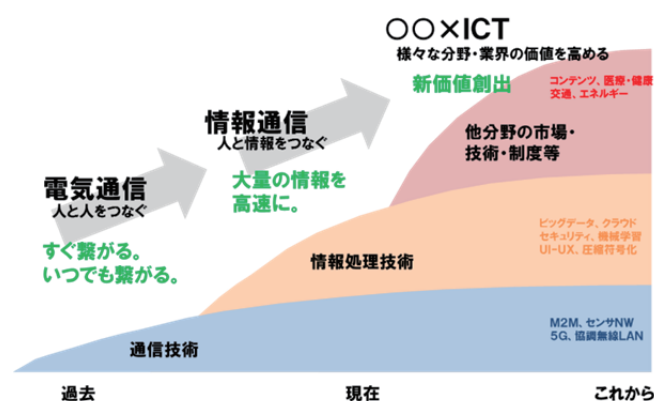 ○○×ICT
様々な分野・業界の価値を高める
新価値創出
コンテンツ、医療・健康
交通、エネルギー
情報通信
人と情報をつなぐ
他分野の市場・
技術・制度等
大量の情報を
高速に。
電気通信
人と人をつなぐ
すぐ繋がる。
いつでも繋がる。
ビッグデータ、クラウド
セキュリティ、機械学習
UI-UX、圧縮符号化
情報処理技術
M2M、センサNW
5G、協調無線LAN
通信技術
過去
現在
これから